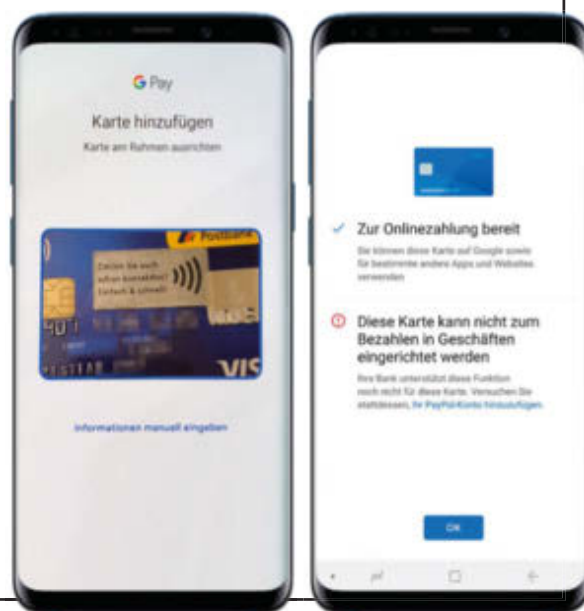 G Pay
Karte hinzufügen
Karte am Rahmen ausrichten
Postbank
Zahlen Sie auch
schon kontaktlos?
Einfach & schnell!
VISA
Informationen manuell eingeben
Zur Onlinezahlung bereit
Sie können diese Karte auf Google sowie
für bestimmte andere Apps und Websites
verwenden
Diese Karte kann nicht zum
Bezahlen in Geschäften
eingerichtet werden
Ihre Bank unterstützt diese Funktion
noch nicht für diese Karte. Versuchen Sie
stattdessen, Ihr PayPal-Konto hinzuzufügen.
OK